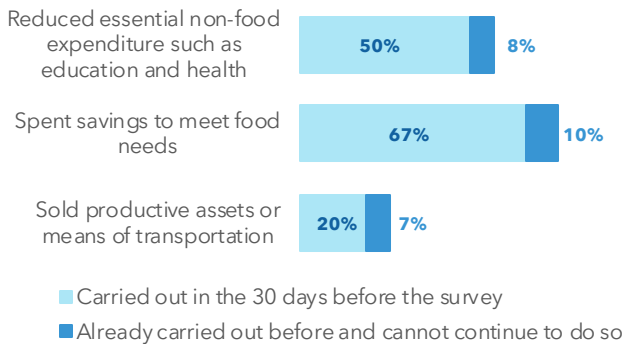 Reduced essential non-food
expenditure such as
education and health
50%
8%
Spent savings to meet food
needs
67%
10%
Sold productive assets or
means of transportation
20%
7%
Carried out in the 30 days before the survey
Already carried out before and cannot continue to do so